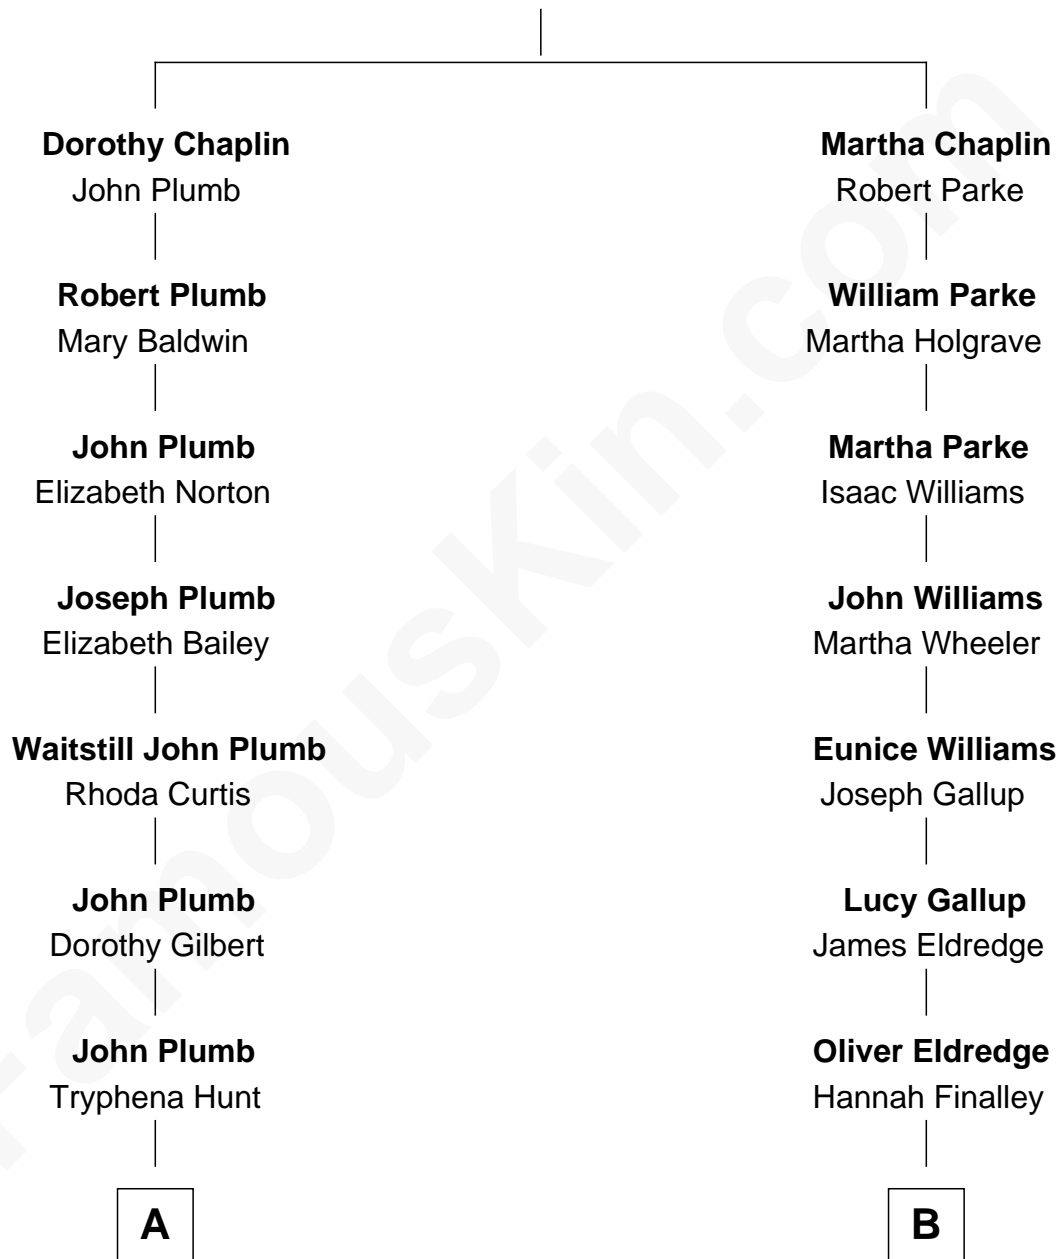 Dorothy Chaplin
John Plumb
Robert Plumb
Mary Baldwin
John Plumb
Elizabeth Norton
Joseph Plumb
Elizabeth Bailey
Waitstill John Plumb
Rhoda Curtis
John Plumb
Dorothy Gilbert
John Plumb
Tryphena Hunt
A
Martha Chaplin
Robert Parke
William Parke
Martha Holgrave
Martha Parke
Isaac Williams
John Williams
Martha Wheeler
Eunice Williams
Joseph Gallup
Lucy Gallup
James Eldredge
Oliver Eldredge
Hannah Finalley
B
FamousKin.com